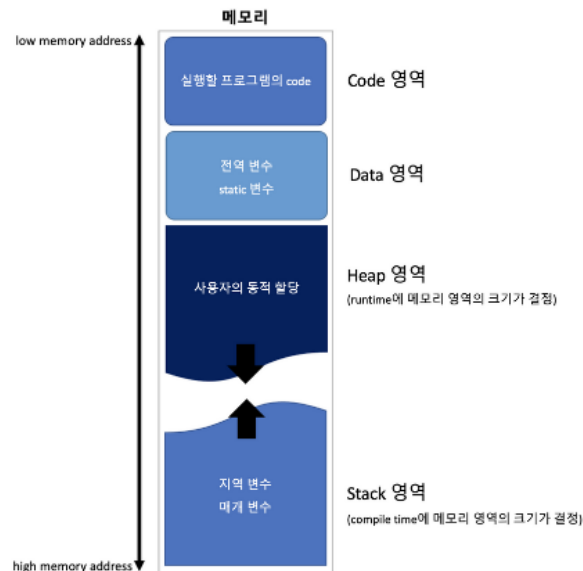 메모리
low memory address
실행할 프로그램의 code
Code 영역
전역 변수
static 변수
Data 영역
사용자의 동적 할당
Heap 영역
(runtime에 메모리 영역의 크기가 결정)
지역 변수
매개 변수
Stack 영역
(compile time에 메모리 영역의 크기가 결정)
high memory address